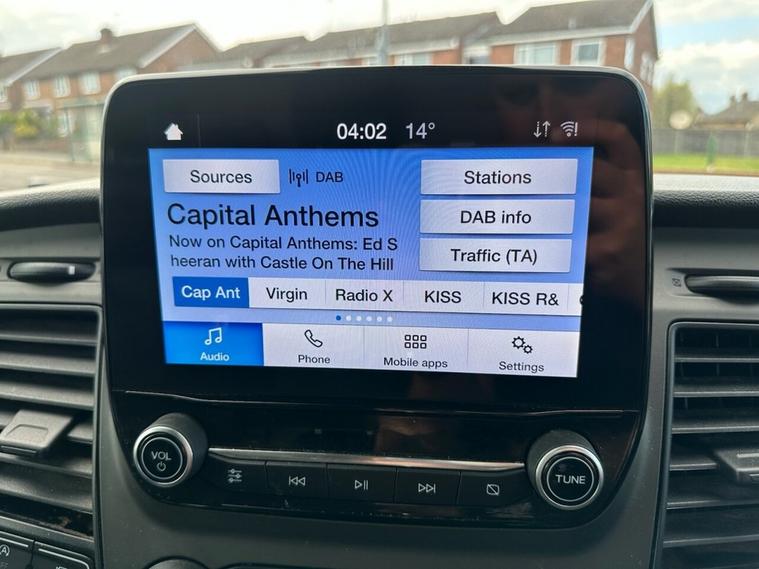 04:02 14°
Sources DAB Stations
Capital Anthems
DAB info
Now on Capital Anthems: Ed S
heeran with Castle On The Hill
Traffic (TA)
Cap Ant Virgin Radio X KISS KISS R&
Audio Phone Mobile apps Settings
VOL
TUNE